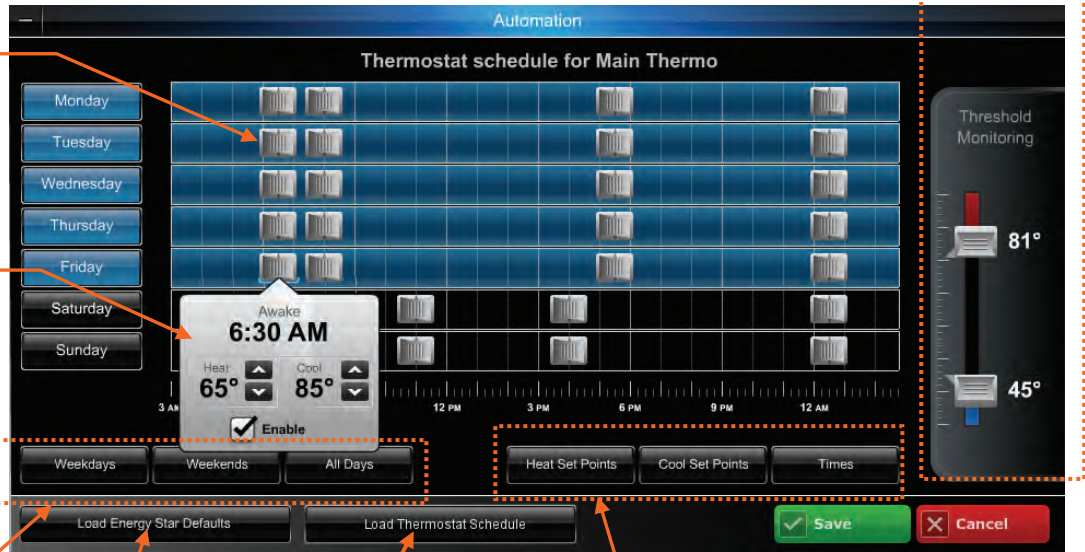 Automation
Thermostat schedule for Main Thermo
Monday
Tuesday
Wednesday
Thursday
Friday
Saturday
Sunday
Awake
6:30 AM
Heat
Cool
65°
85°
Enable
3 AM
12 PM
3 PM
6 PM
9 PM
12 AM
Threshold
Monitoring
81°
45°
Weekdays
Weekends
All Days
Heat Set Points
Cool Set Points
Times
Load Energy Star Defaults
Load Thermostat Schedule
Save
Cancel